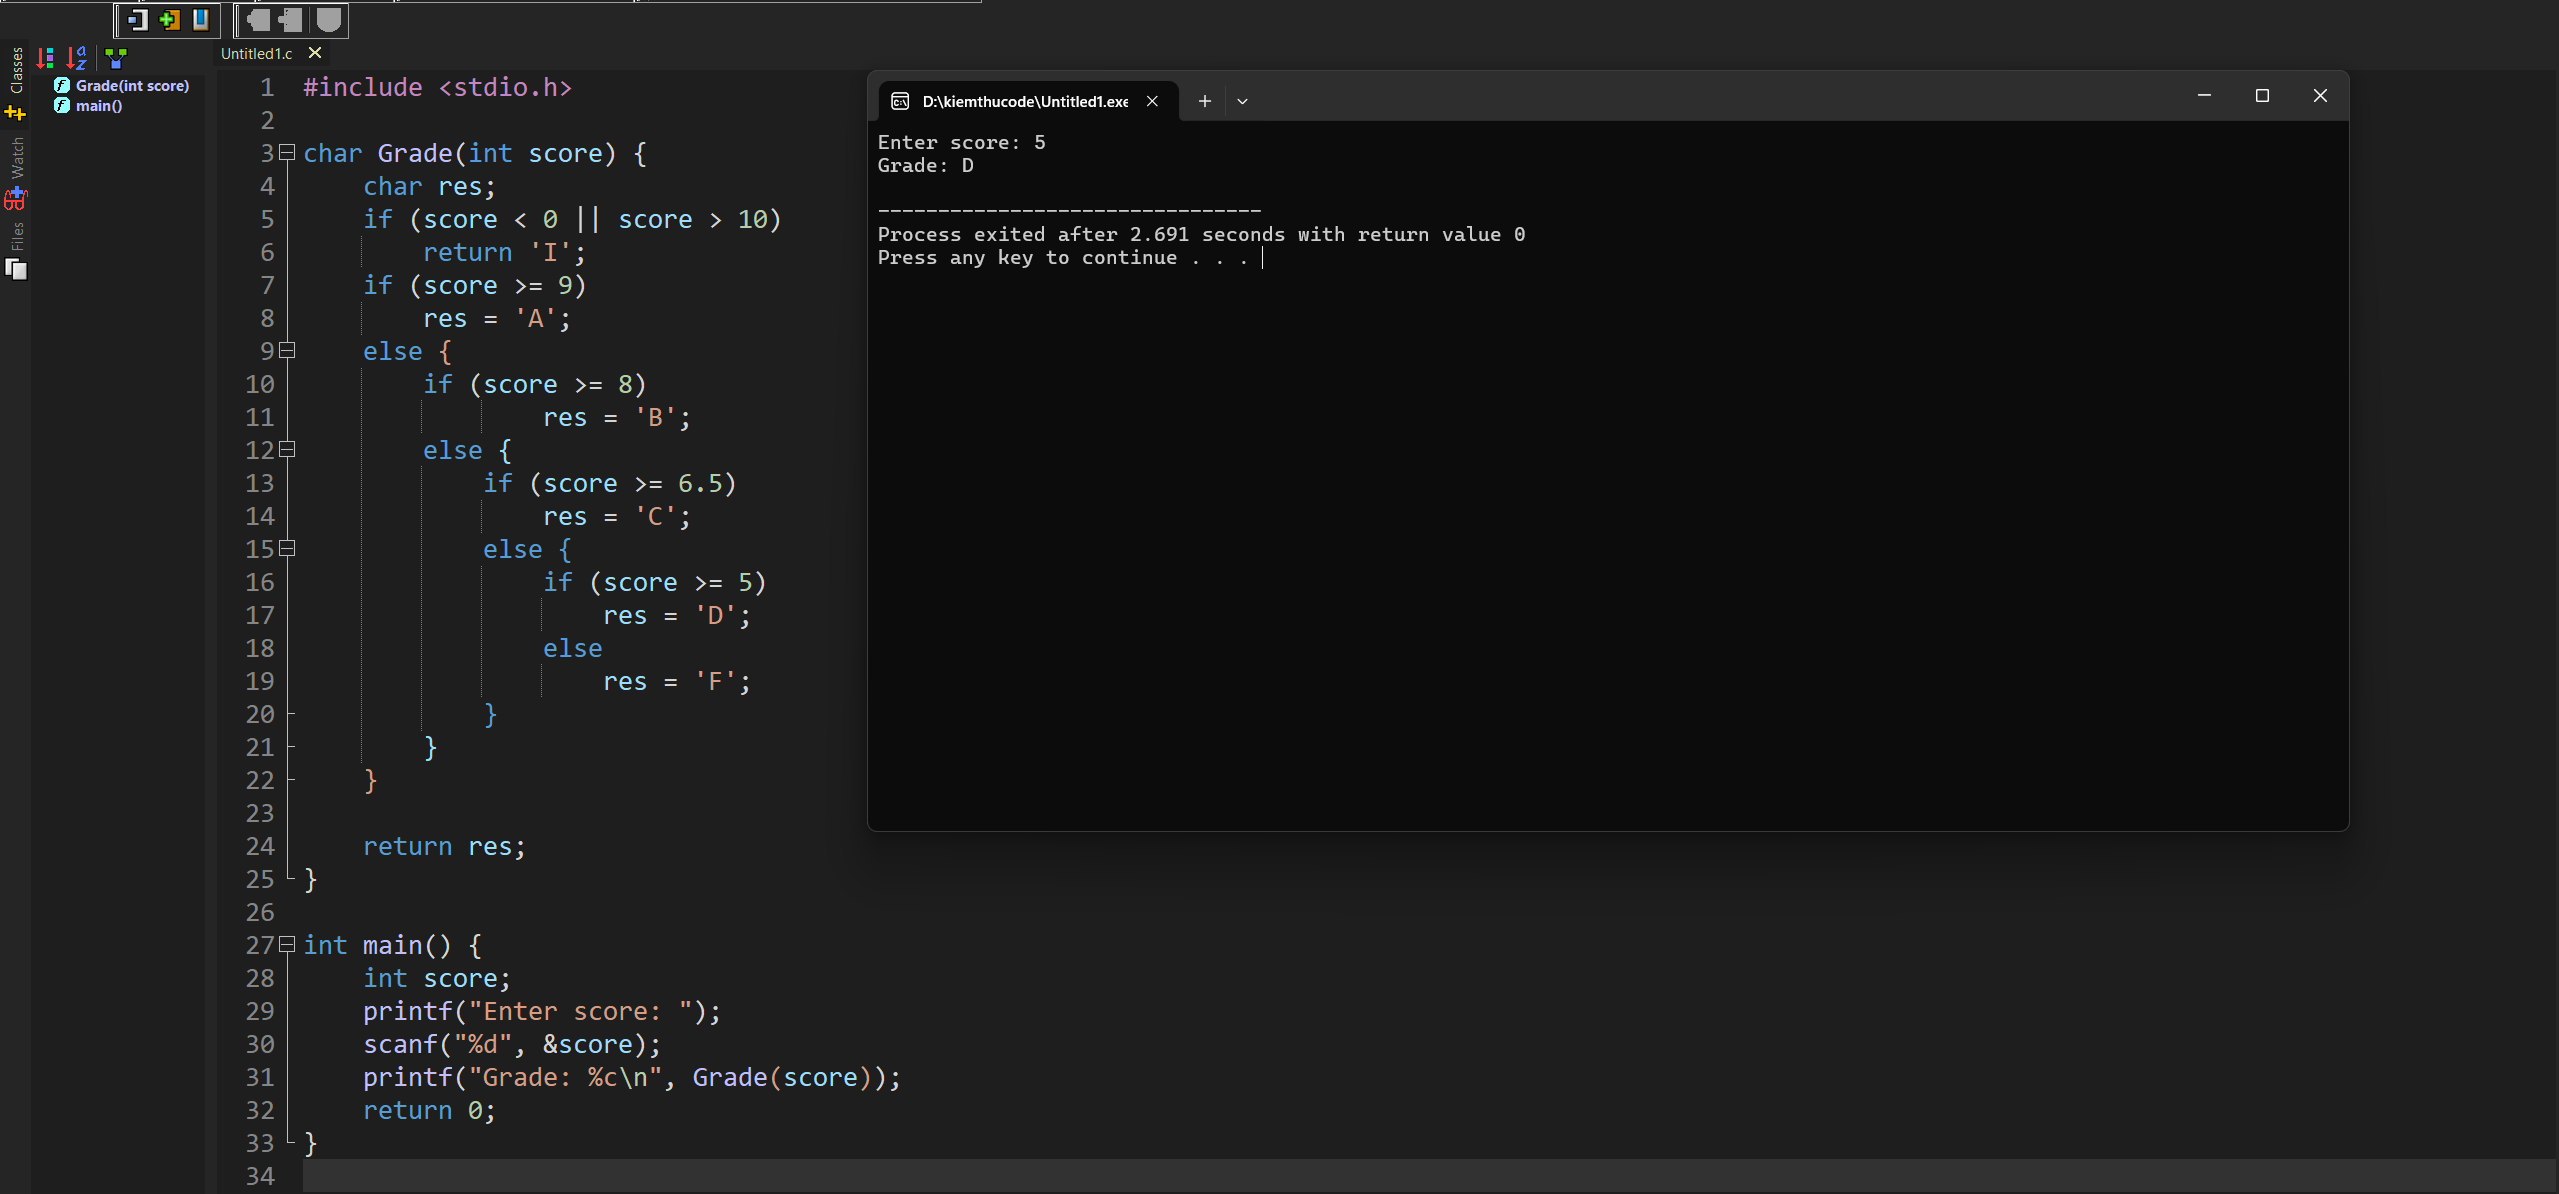 Untitled1.c
Classes
Watch
Files
Grade(int score)
main()
1 #include <stdio.h>
2
3 char Grade(int score) {
4     char res;
5     if (score < 0 || score > 10)
6         return 'I';
7     if (score >= 9)
8         res = 'A';
9     else {
10         if (score >= 8)
11                 res = 'B';
12         else {
13             if (score >= 6.5)
14                 res = 'C';
15             else {
16                 if (score >= 5)
17                     res = 'D';
18                 else
19                     res = 'F';
20             }
21         }
22     }
23
24     return res;
25 }
26
27 int main() {
28     int score;
29     printf("Enter score: ");
30     scanf("%d", &score);
31     printf("Grade: %c\n", Grade(score));
32     return 0;
33 }
34
D:\kiemthucode\Untitled1.exe
Enter score: 5
Grade: D
--------------------------------
Process exited after 2.691 seconds with return value 0
Press any key to continue . . .